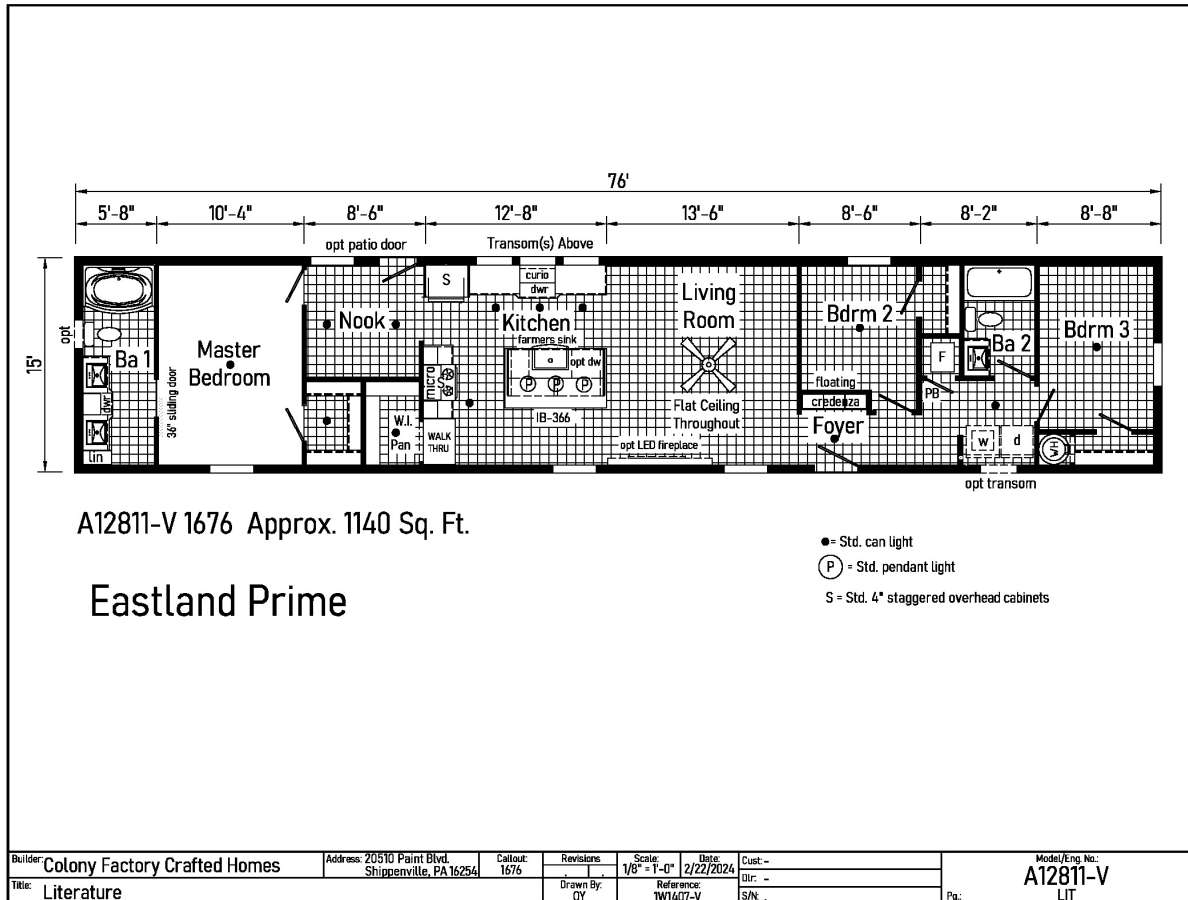 76'
5'-8" 10'-4" 8'-6" 12'-8" 13'-6" 8'-6" 8'-2" 8'-8"
opt patio door
Transom(s) Above
15'
opt
Ba 1
dwr
lin
36" sliding door
Master
Bedroom
Nook
S
curio
dwr
Kitchen
farmers sink
opt dw
P P P
IB-366
micro
S
W.I.
Pan
WALK
THRU
Living
Room
Flat Ceiling
Throughout
opt LED fireplace
Bdrm 2
floating
credenza
Foyer
F
PB
Ba 2
w d
opt transom
WH
Bdrm 3
A12811-V 1676 Approx. 1140 Sq. Ft.
Eastland Prime
= Std. can light
P = Std. pendant light
S = Std. 4" staggered overhead cabinets
Builder: Colony Factory Crafted Homes
Address: 20510 Paint Blvd.
Shippenville, PA 16254
Callout:
1676
Revisions
Scale:
1/8" = 1'-0"
Date:
2/22/2024
Cust: -
Dlr: -
S/N: .
Model/Eng. No.:
A12811-V
Title: Literature
Drawn By:
QY
Reference:
1W1407-V
Pg.: LIT